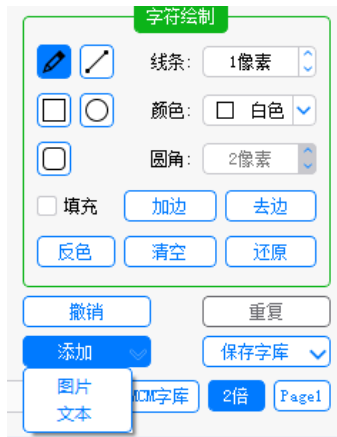 字符绘制
线条: 1像素
颜色: 白色
圆角: 2像素
填充 加边 去边
反色 清空 还原
撤销 重复
添加 保存字库
图片
MCM字库 2倍 Page1
文本